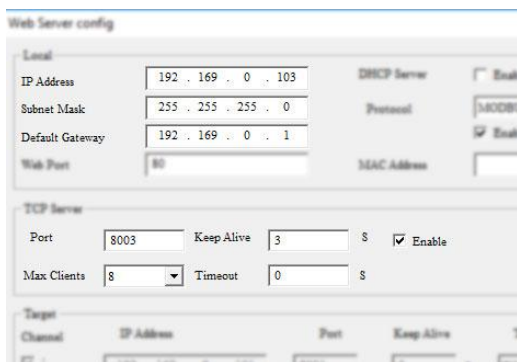 Web Server config
Local
IP Address 192 . 169 . 0 . 103 DHCP Server
Subnet Mask 255 . 255 . 255 . 0 Protocol
Default Gateway 192 . 169 . 0 . 1
Web Port 80 MAC Address
TCP Server
Port 8003 Keep Alive 3 S Enable
Max Clients 8 Timeout 0 S
Target
Channel IP Address Port Keep Alive